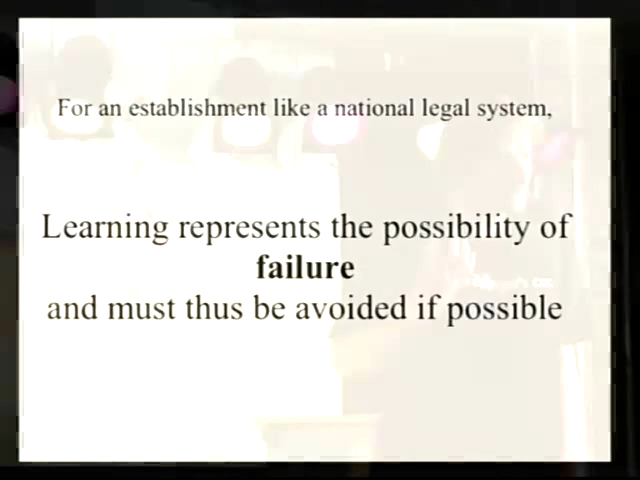 For an establishment like a national legal system,
Learning represents the possibility of
failure
and must thus be avoided if possible